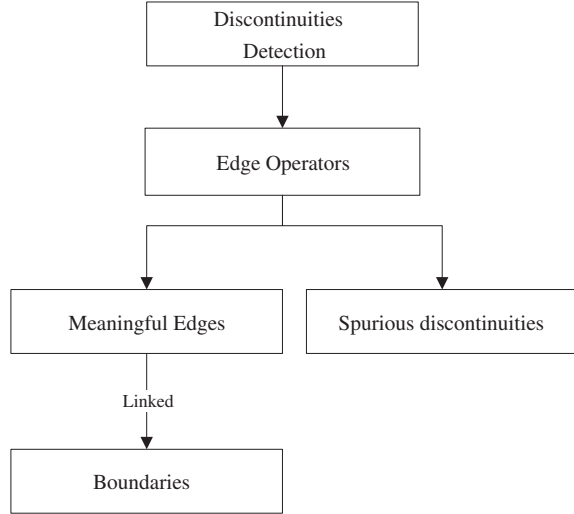 Discontinuities
Detection
Edge Operators
Meaningful Edges
Spurious discontinuities
Linked
Boundaries